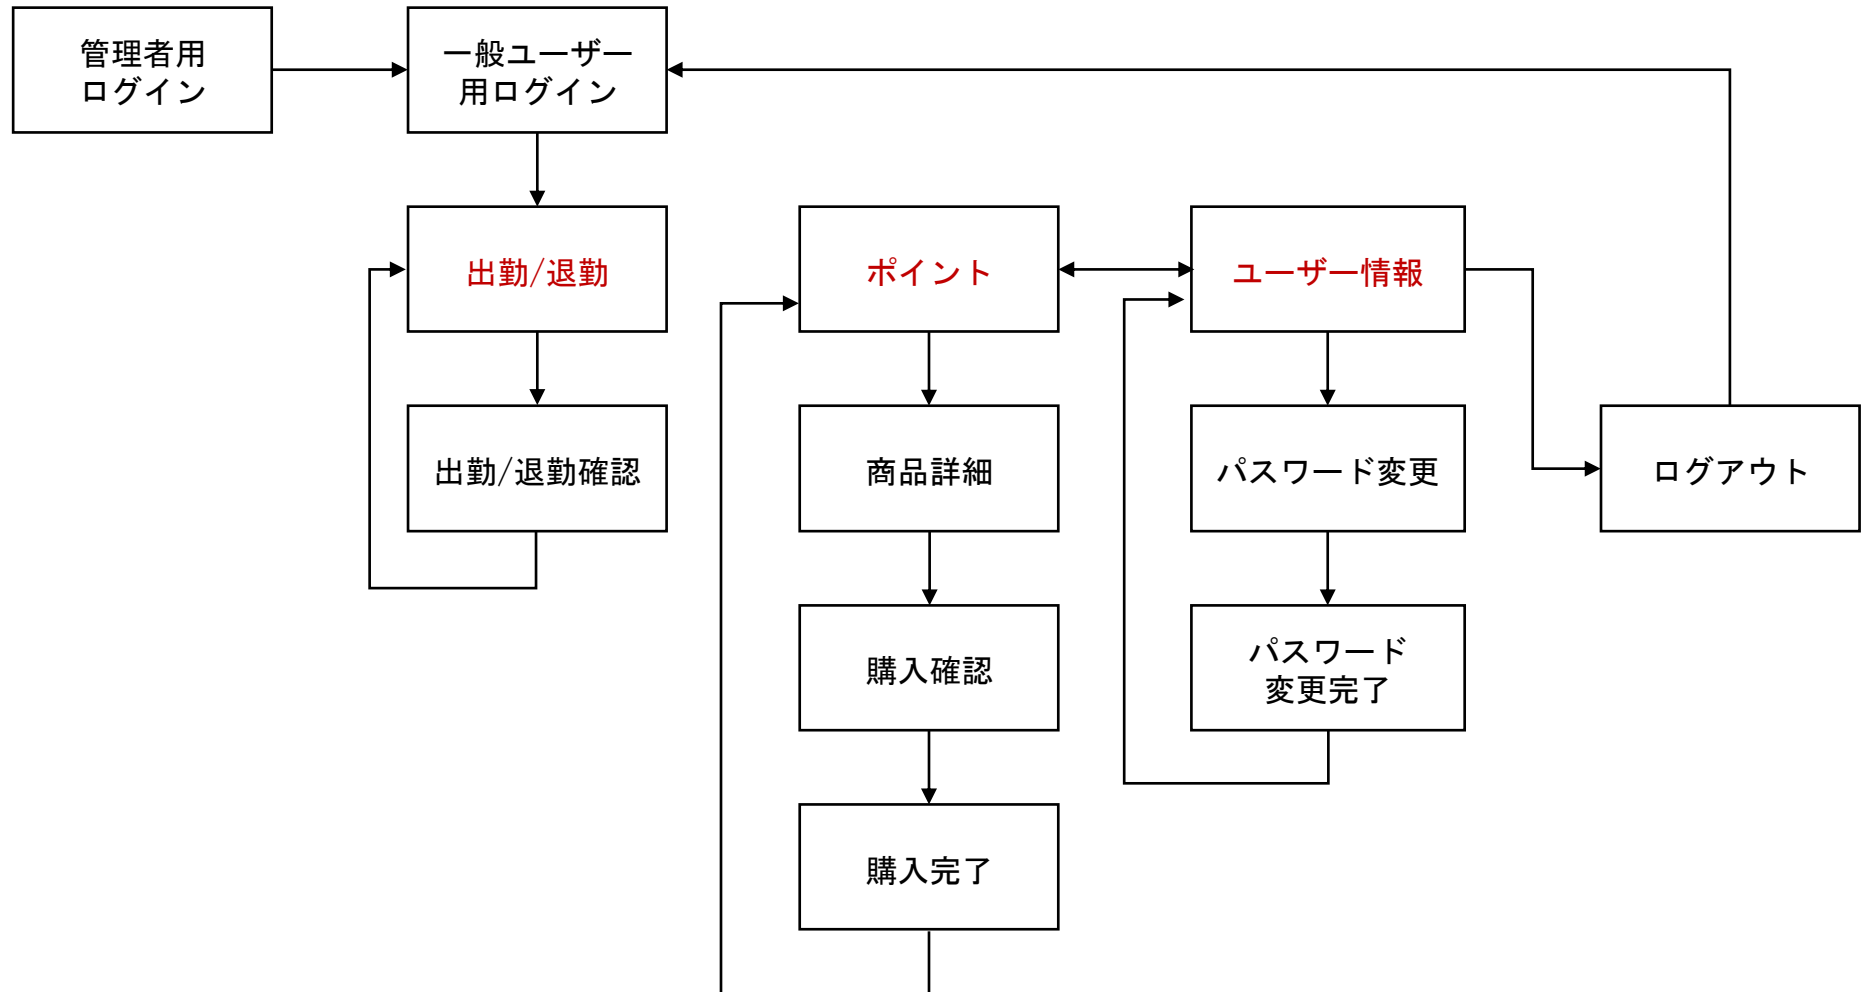 管理者用
ログイン
一般ユーザー
用ログイン
出勤/退勤
ポイント
ユーザー情報
出勤/退勤確認
商品詳細
パスワード変更
ログアウト
購入確認
パスワード
変更完了
購入完了